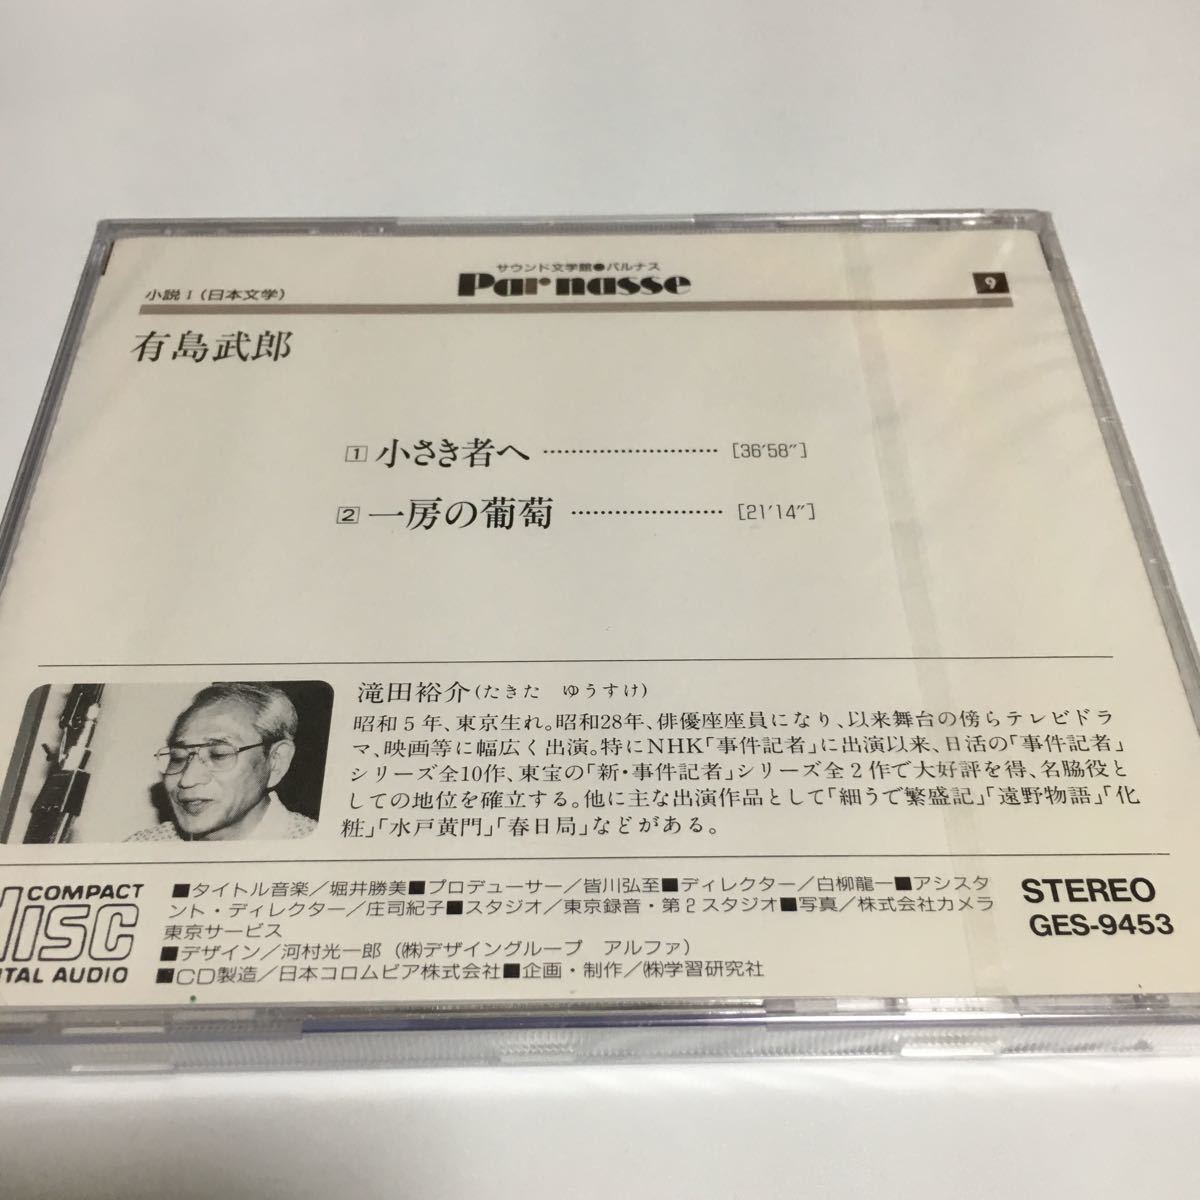 サウンド文学館●パルナス
Parnasse
小説 I (日本文学)
9
有島武郎
1 小さき者へ ························· [36'58"]
2 一房の葡萄 ····················· [21'14"]
滝田裕介(たきた　ゆうすけ)
昭和５年、東京生れ。昭和28年、俳優座座員になり、以来舞台の傍らテレビドラ
マ、映画等に幅広く出演。特にNHK「事件記者」に出演以来、日活の「事件記者」
シリーズ全10作、東宝の「新・事件記者」シリーズ全２作で大好評を得、名脇役と
しての地位を確立する。他に主な出演作品として「細うで繁盛記」「遠野物語」「化
粧」「水戸黄門」「春日局」などがある。
COMPACT
disc
ITAL AUDIO
■タイトル音楽／堀井勝美■プロデューサー／皆川弘至■ディレクター／白柳龍一■アシスタ
ント・ディレクター／庄司紀子■スタジオ／東京録音・第２スタジオ■写真／株式会社カメラ
東京サービス
■デザイン／河村光一郎（㈱デザイングループ　アルファ）
■CD製造／日本コロムビア株式会社■企画・制作／㈱学習研究社
STEREO
GES-9453